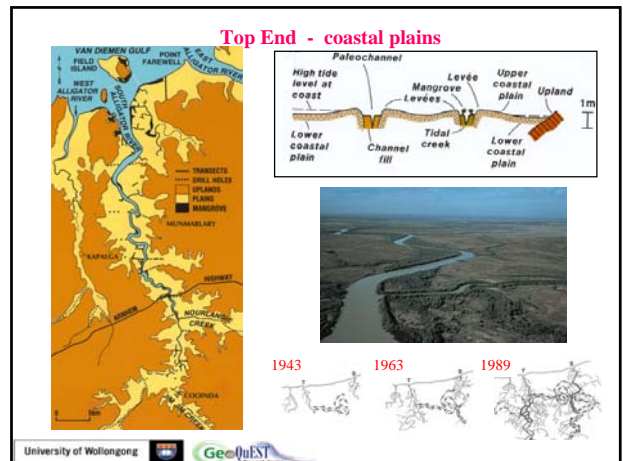 Top End - coastal plains
VAN DIEMEN GULF
POINT
FAREWELL
FIELD
ISLAND
EAST
ALLIGATOR RIVER
WEST
ALLIGATOR
RIVER
SOUTH
ALLIGATOR RIVER
TRANSECTS
DRILL HOLES
UPLANDS
PLAINS
MANGROVE
MUNMARLARY
KAPALGA
ARNHEM
HIGHWAY
NOURLANGIE
CREEK
COOINDA
0
Paleochannel
High tide
level at
coast
Mangrove
Levées
Levée
Upper
coastal
plain
Upland
1m
Lower
coastal
plain
Channel
fill
Tidal
creek
Lower
coastal
plain
1943
1963
1989
T
S
T
S
T
S
University of Wollongong
GeoQuEST